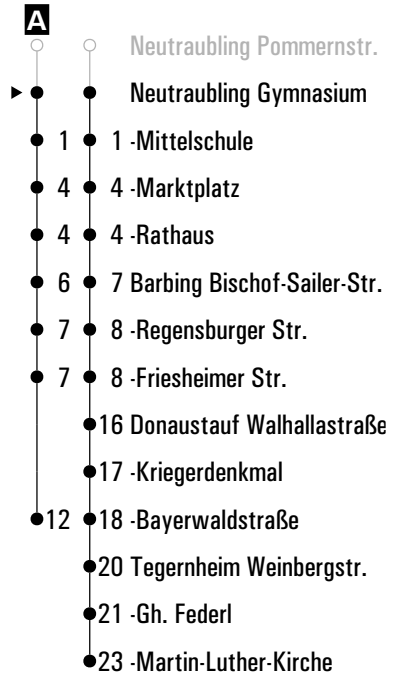 A
Neutraubling Pommernstr.
Neutraubling Gymnasium
1 1 -Mittelschule
4 4 -Marktplatz
4 4 -Rathaus
6 7 Barbing Bischof-Sailer-Str.
7 8 -Regensburger Str.
7 8 -Friesheimer Str.
16 Donaustauf Walhallastraße
17 -Kriegerdenkmal
12 18 -Bayerwaldstraße
20 Tegernheim Weinbergstr.
21 -Gh. Federl
23 -Martin-Luther-Kirche